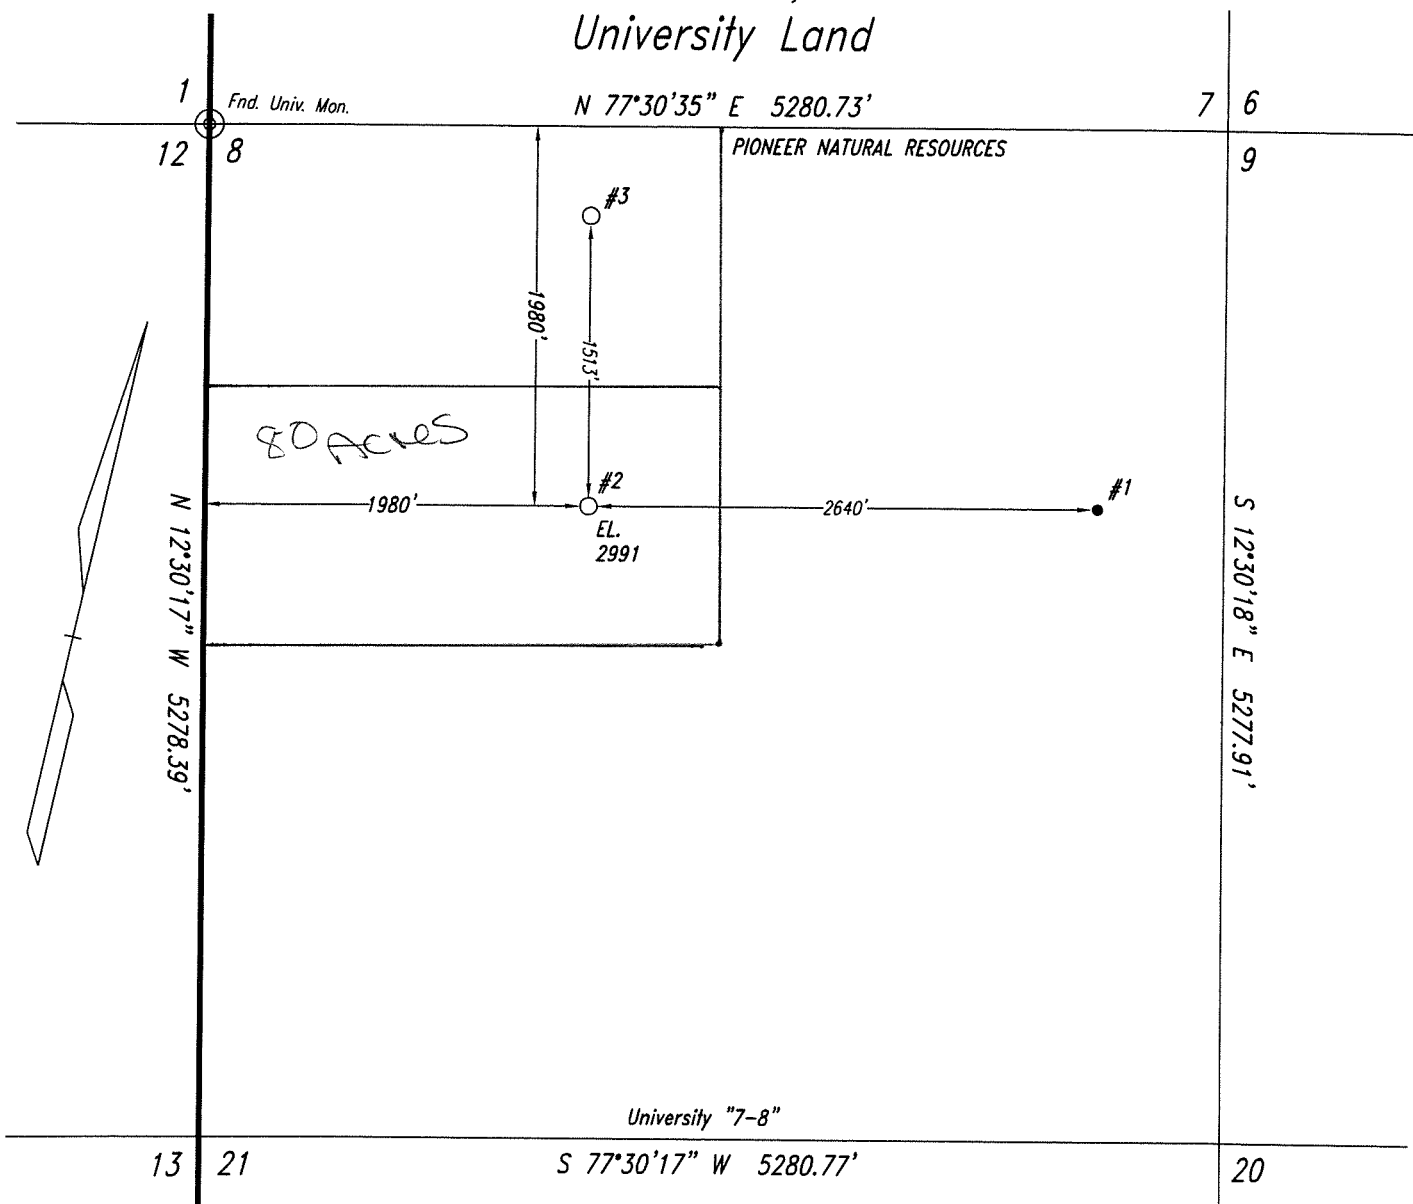 University Land
1
Fnd. Univ. Mon.
N 77°30'35" E 5280.73'
7
6
12
8
PIONEER NATURAL RESOURCES
9
#3
1980'
1513'
80 Acres
N 12°30'17" W 5278.39'
1980'
#2
2640'
#1
EL.
2991
S 12°30'18" E 5277.91'
University "7-8"
13
21
S 77°30'17" W 5280.77'
20